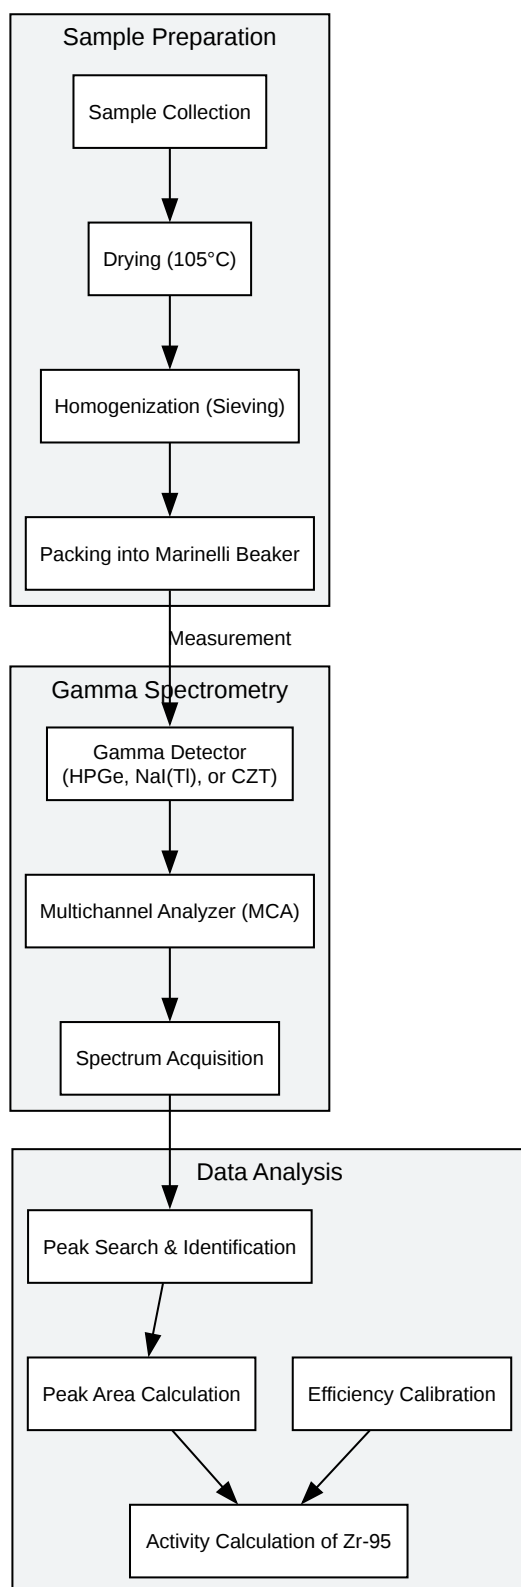 Sample Preparation
Sample Collection
Drying (105°C)
Homogenization (Sieving)
Packing into Marinelli Beaker
Measurement
Gamma Spectrometry
Gamma Detector
(HPGe, NaI(Tl), or CZT)
Multichannel Analyzer (MCA)
Spectrum Acquisition
Data Analysis
Peak Search & Identification
Peak Area Calculation
Efficiency Calibration
Activity Calculation of Zr-95